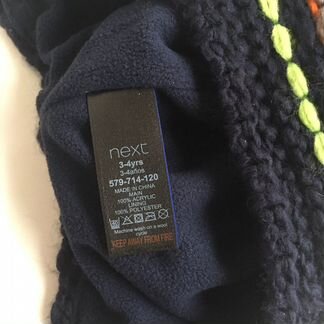 next
3-4yrs
3-4años
579-714-120
MADE IN CHINA
MAIN
100% ACRYLIC
LINING
100% POLYESTER
Machine wash on a wool
cycle
KEEP AWAY FROM FIRE